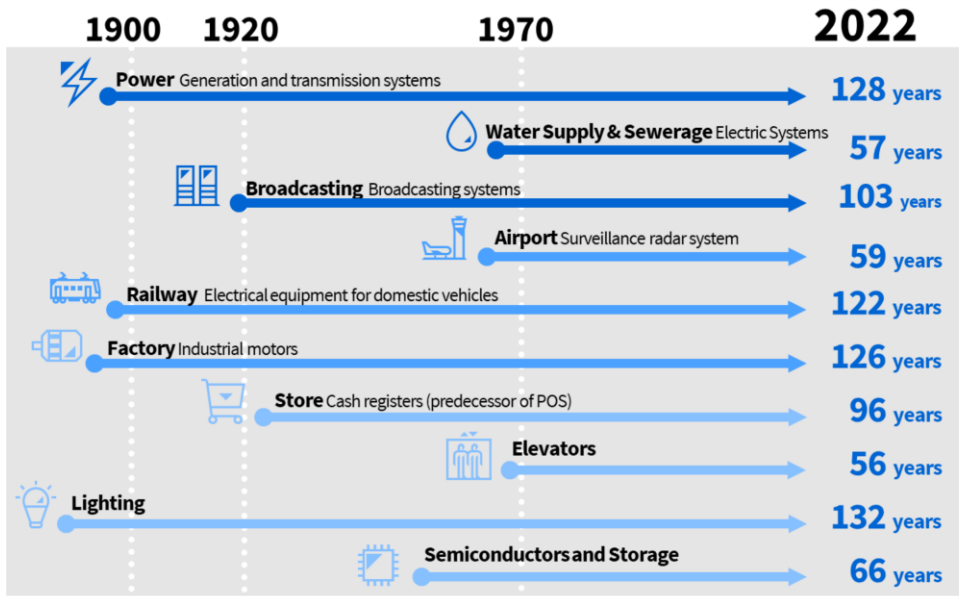 1900 1920 1970 2022
Power Generation and transmission systems
128 years
Water Supply & Sewerage Electric Systems
57 years
Broadcasting Broadcasting systems
103 years
Airport Surveillance radar system
59 years
Railway Electrical equipment for domestic vehicles
122 years
Factory Industrial motors
126 years
Store Cash registers (predecessor of POS)
96 years
Elevators
56 years
Lighting
132 years
Semiconductors and Storage
66 years